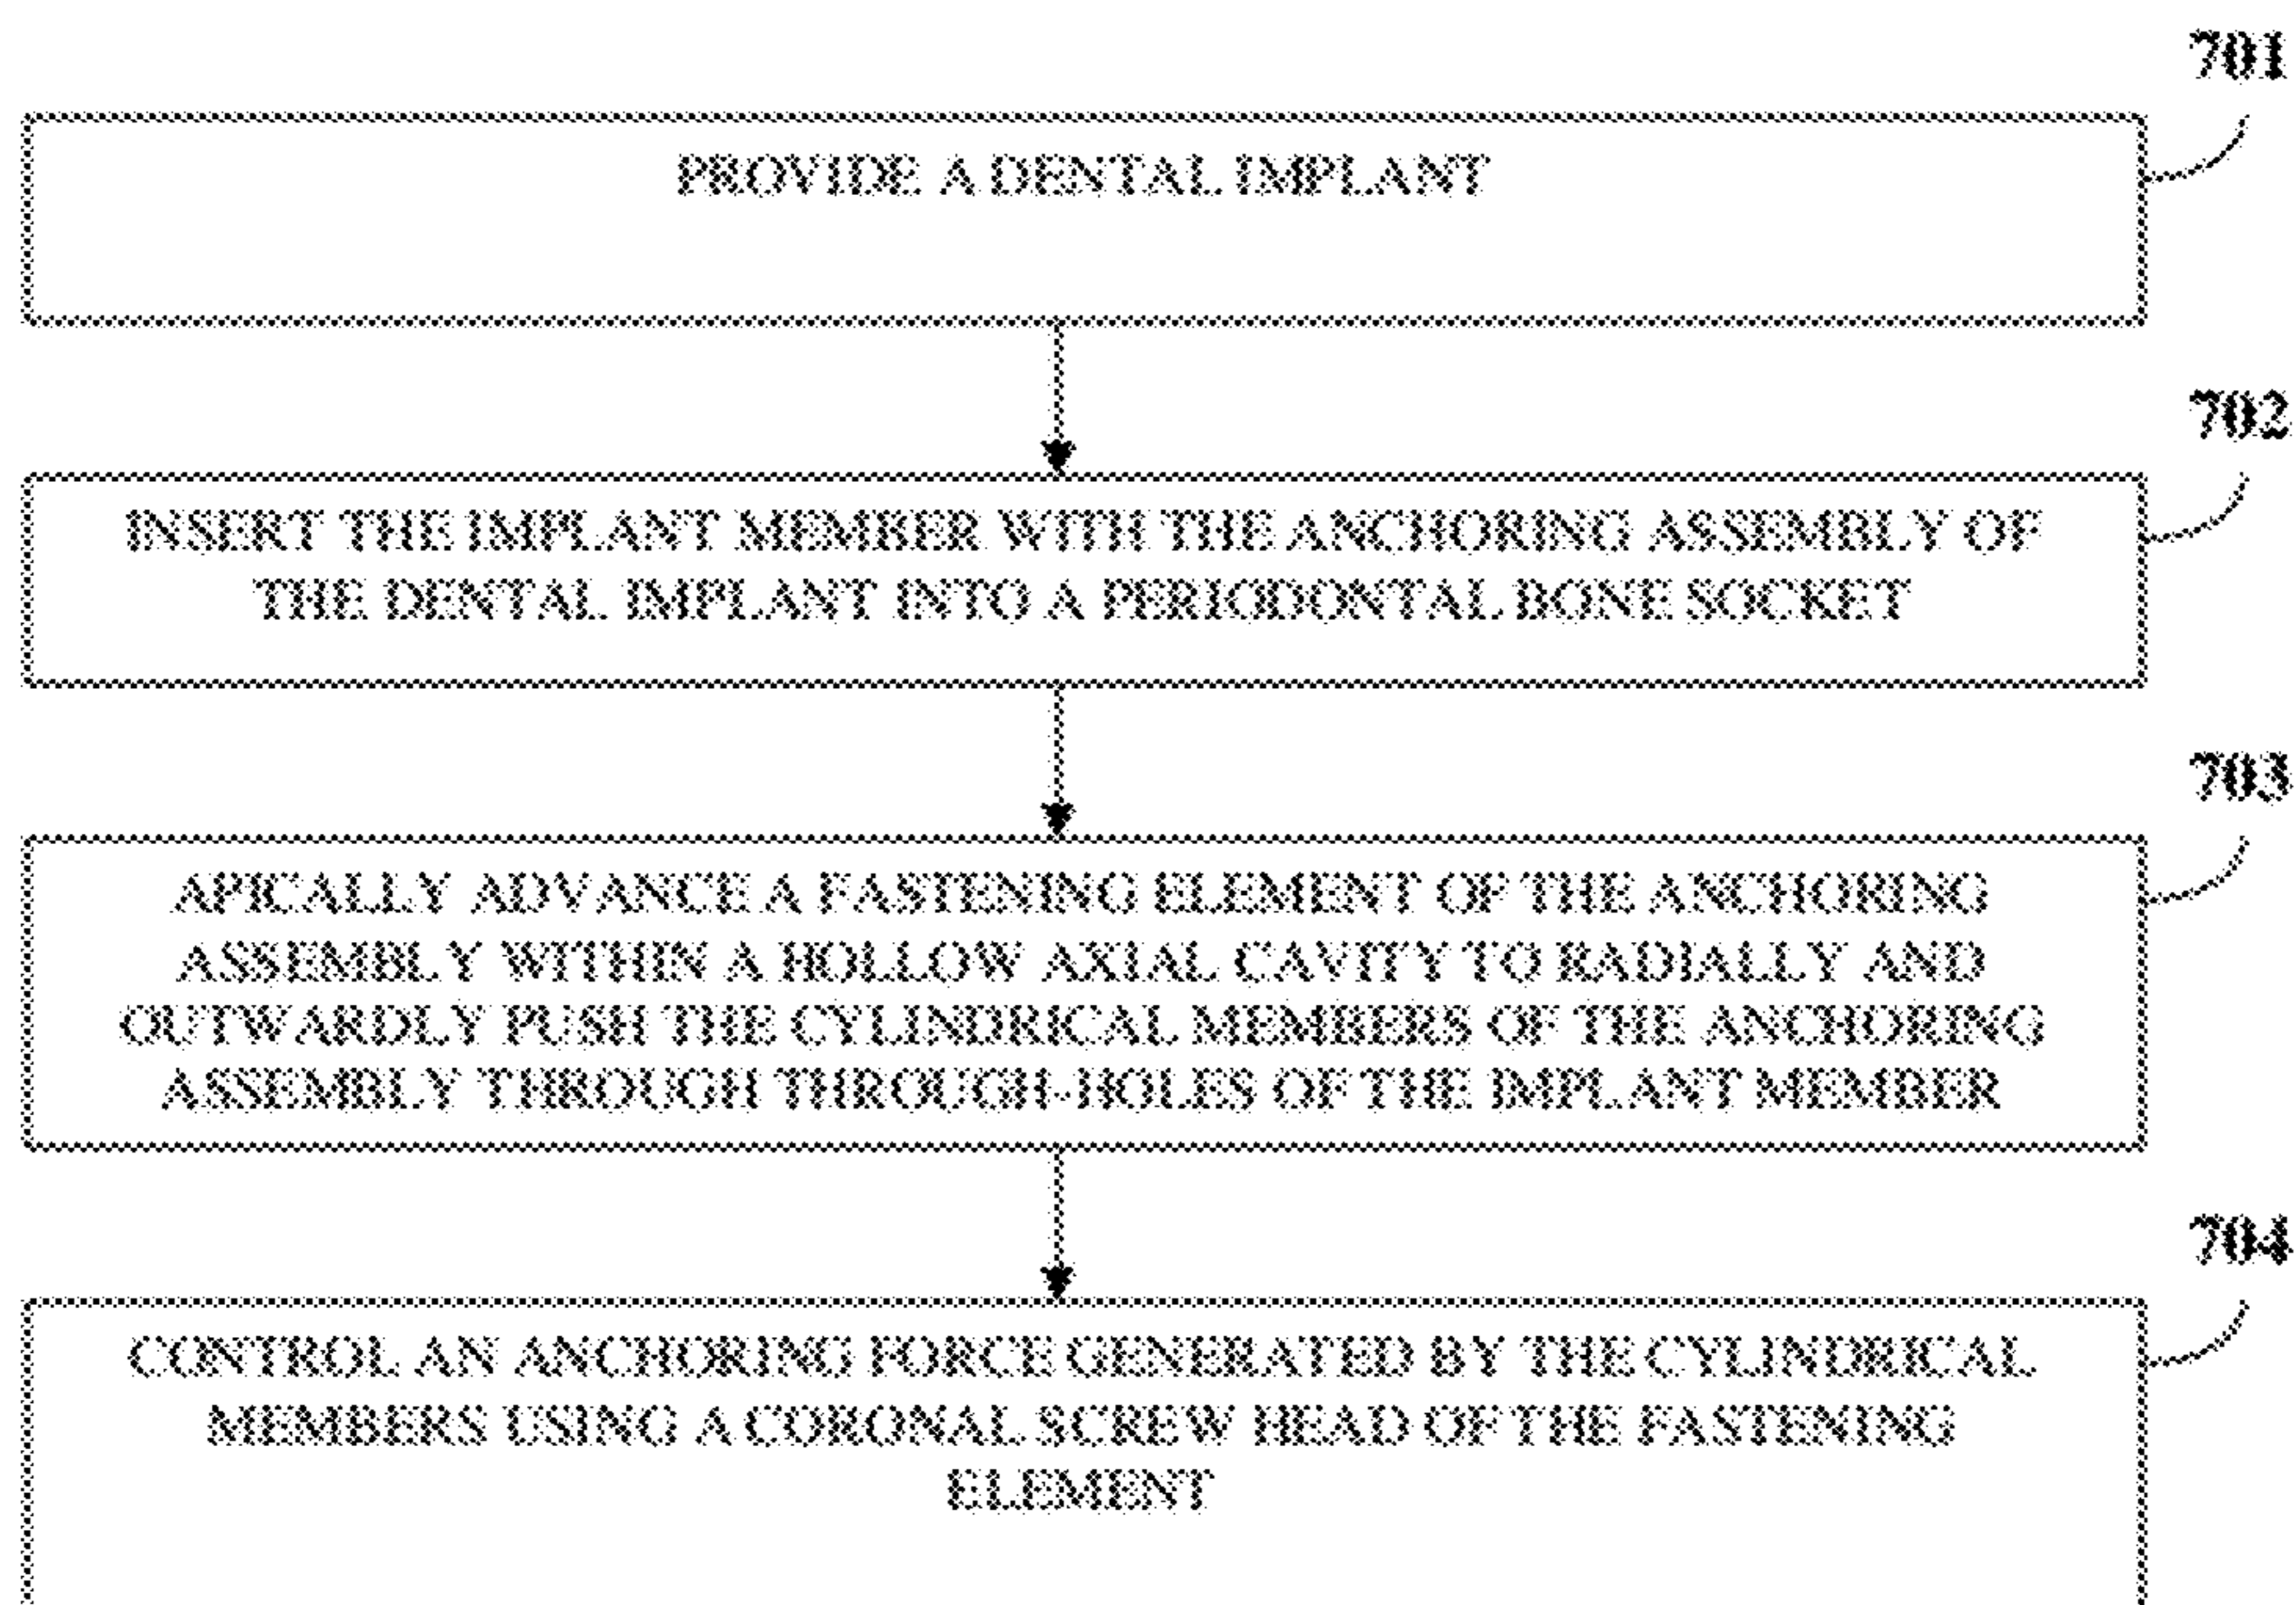 701
PROVIDE A DENTAL IMPLANT
702
INSERT THE IMPLANT MEMBER WITH THE ANCHORING ASSEMBLY OF
THE DENTAL IMPLANT INTO A PERIODONTAL BONE SOCKET
703
APICALLY ADVANCE A FASTENING ELEMENT OF THE ANCHORING
ASSEMBLY WITHIN A HOLLOW AXIAL CAVITY TO RADIALLY AND
OUTWARDLY PUSH THE CYLINDRICAL MEMBERS OF THE ANCHORING
ASSEMBLY THROUGH THROUGH-HOLES OF THE IMPLANT MEMBER
704
CONTROL AN ANCHORING FORCE GENERATED BY THE CYLINDRICAL
MEMBERS USING A CORONAL SCREW HEAD OF THE FASTENING
ELEMENT